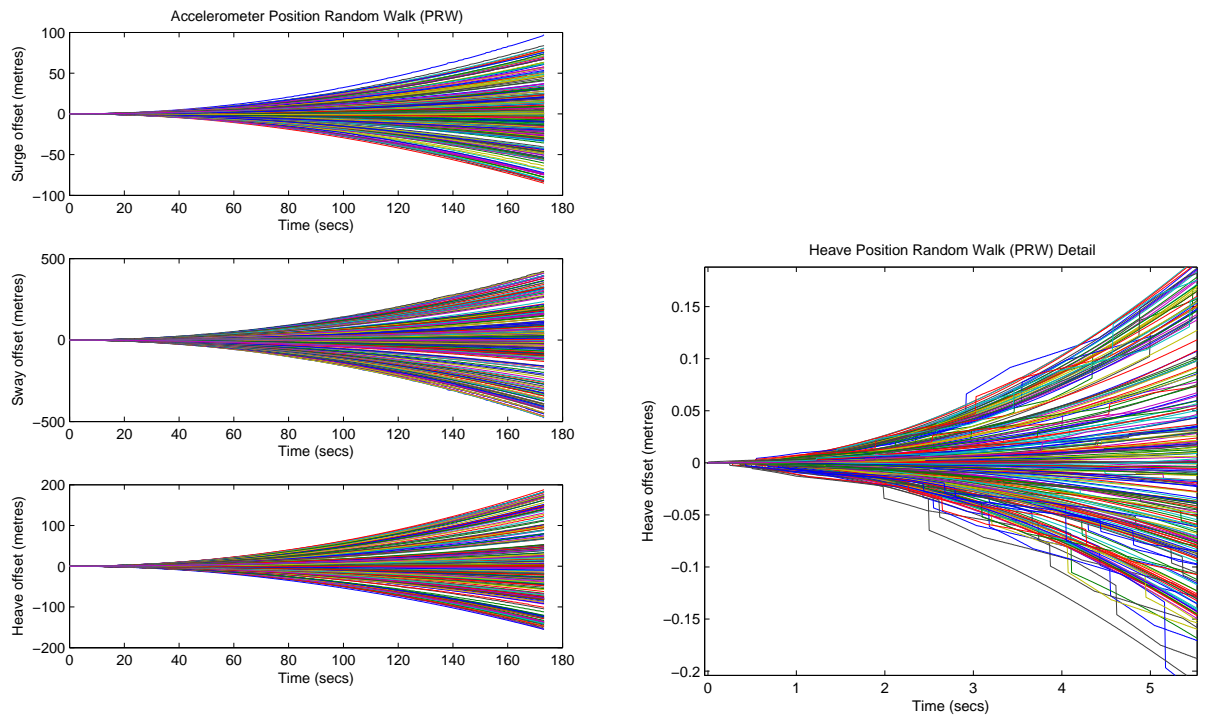 Accelerometer Position Random Walk (PRW)
Surge offset (metres)
100
50
0
−50
−100
0 20 40 60 80 100 120 140 160 180
Time (secs)
Sway offset (metres)
500
0
−500
0 20 40 60 80 100 120 140 160 180
Time (secs)
Heave offset (metres)
200
100
0
−100
−200
0 20 40 60 80 100 120 140 160 180
Time (secs)
Heave Position Random Walk (PRW) Detail
Heave offset (metres)
0.15
0.1
0.05
0
−0.05
−0.1
−0.15
−0.2
0 1 2 3 4 5
Time (secs)